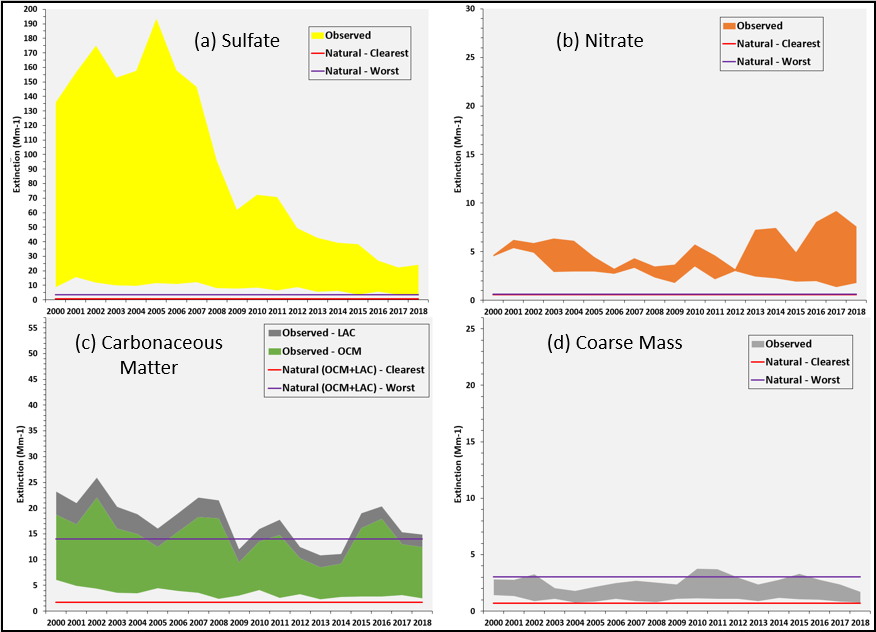 (a) Sulfate
Observed
Natural - Clearest
Natural - Worst
Extinction (Mm-1)
200
190
180
170
160
150
140
130
120
110
100
90
80
70
60
50
40
30
20
10
0
2000 2001 2002 2003 2004 2005 2006 2007 2008 2009 2010 2011 2012 2013 2014 2015 2016 2017 2018
(b) Nitrate
Observed
Natural - Clearest
Natural - Worst
Extinction (Mm-1)
30
25
20
15
10
5
0
2000 2001 2002 2003 2004 2005 2006 2007 2008 2009 2010 2011 2012 2013 2014 2015 2016 2017 2018
(c) Carbonaceous
Matter
Observed - LAC
Observed - OCM
Natural (OCM+LAC) - Clearest
Natural (OCM+LAC) - Worst
Extinction (Mm-1)
55
50
45
40
35
30
25
20
15
10
5
0
2000 2001 2002 2003 2004 2005 2006 2007 2008 2009 2010 2011 2012 2013 2014 2015 2016 2017 2018
(d) Coarse Mass
Observed
Natural - Clearest
Natural - Worst
Extinction (Mm-1)
25
20
15
10
5
0
2000 2001 2002 2003 2004 2005 2006 2007 2008 2009 2010 2011 2012 2013 2014 2015 2016 2017 2018